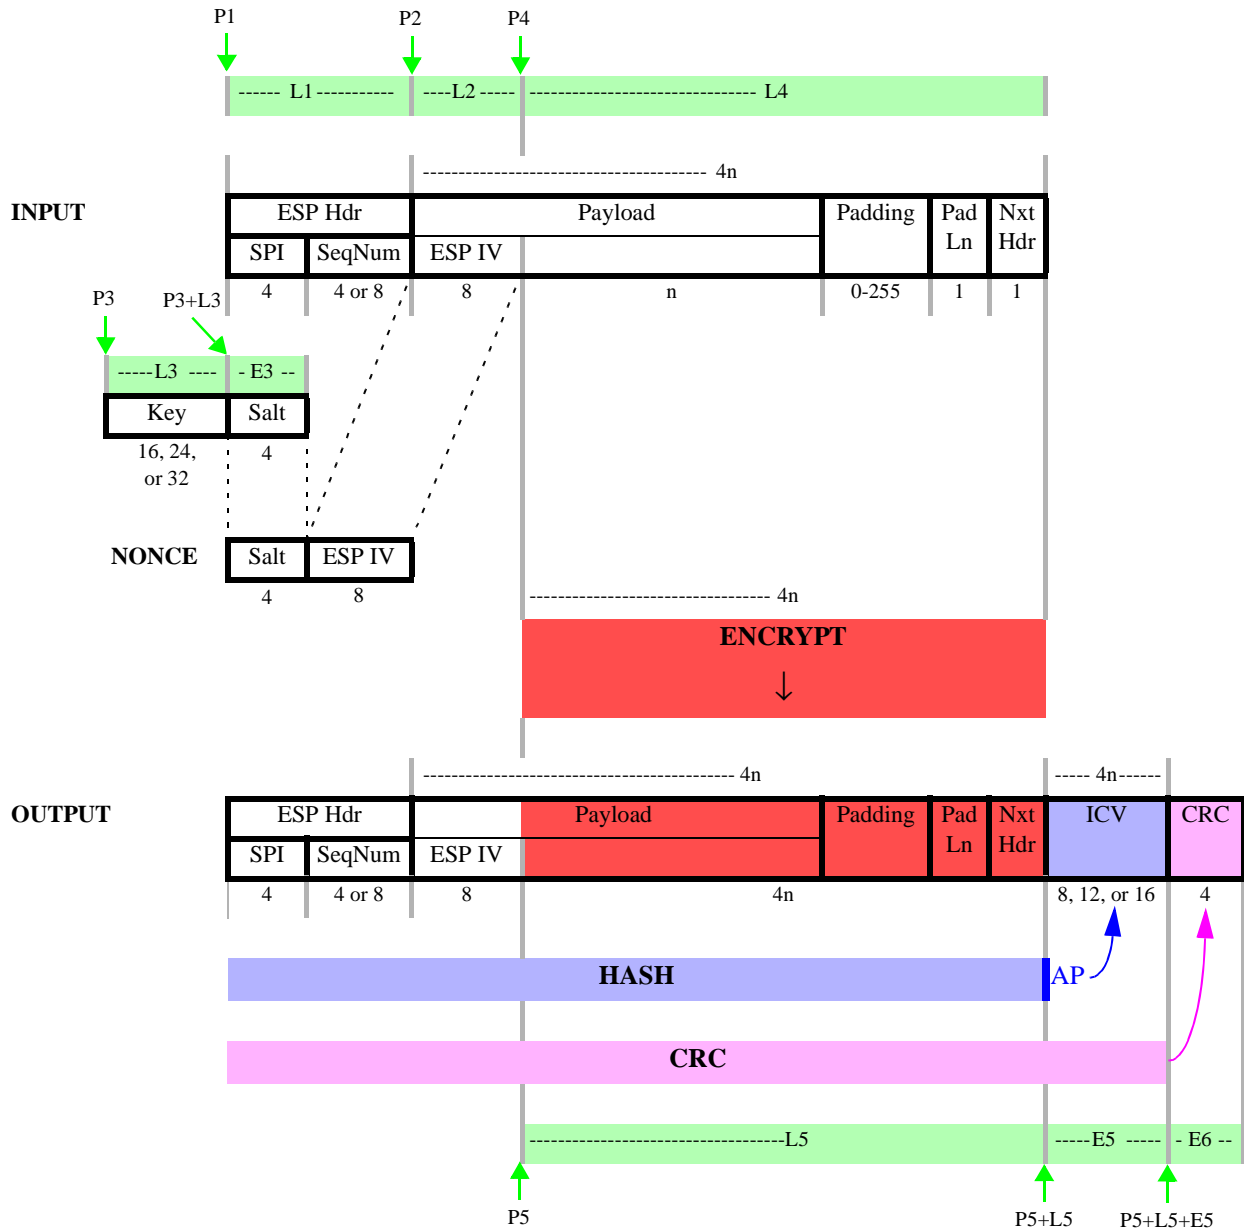 P1 P2 P4
------ L1 ----------- ----L2 ----- -------------------------------- L4
---------------------------------------- 4n
INPUT ESP Hdr Payload Padding Pad Ln Nxt Hdr
SPI SeqNum ESP IV
4 4 or 8 8 n 0-255 1 1
P3 P3+L3
-----L3 ---- - E3 --
Key Salt
16, 24, or 32 4
NONCE Salt ESP IV
4 8
---------------------------------- 4n
ENCRYPT
↓
-------------------------------------------- 4n ----- 4n------
OUTPUT ESP Hdr Payload Padding Pad Ln Nxt Hdr ICV CRC
SPI SeqNum ESP IV
4 4 or 8 8 4n 8, 12, or 16 4
HASH AP
CRC
------------------------------------L5 -----E5 ----- - E6 --
P5 P5+L5 P5+L5+E5